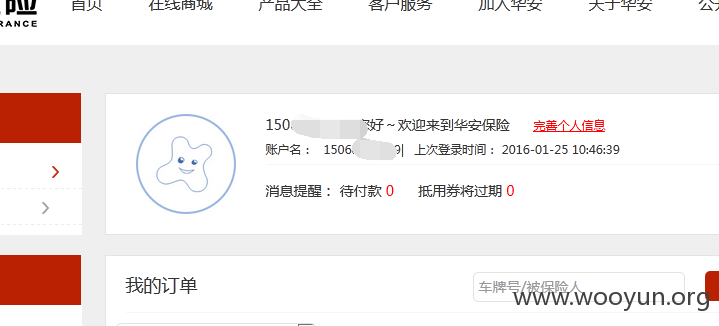 险
RANCE
首页 在线商城 产品大全 客户服务 加入华安 关于华安
150 您好～欢迎来到华安保险 完善个人信息
账户名： 1506 9| 上次登录时间： 2016-01-25 10:46:39
消息提醒： 待付款 0 抵用券将过期 0
我的订单
车牌号/被保险人
www.wooyun.org